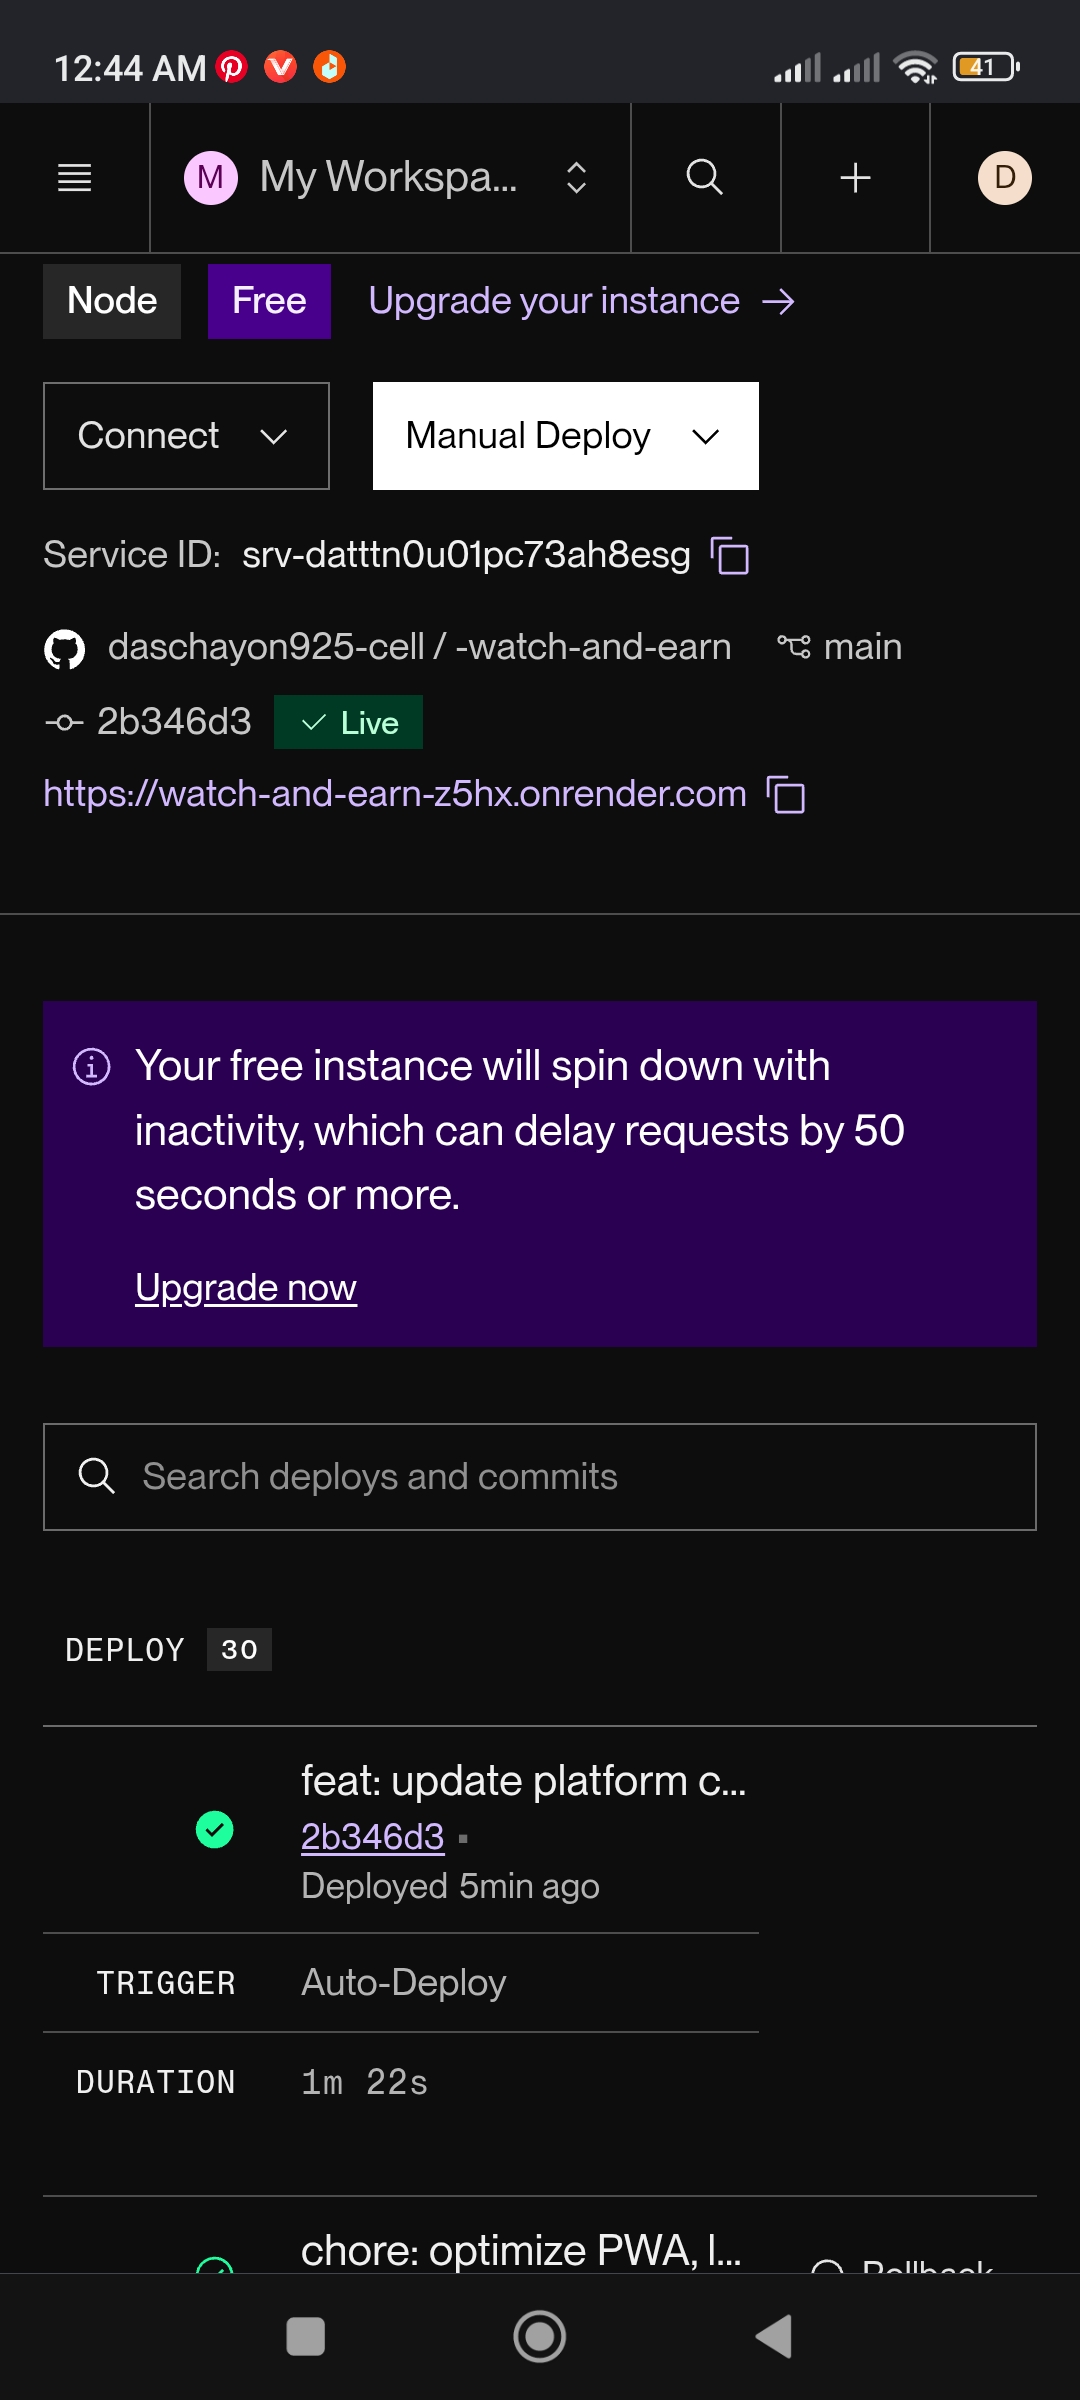 12:44 AM
41
M My Workspa... D
Node Free Upgrade your instance →
Connect Manual Deploy
Service ID: srv-datttn0u01pc73ah8esg
daschayon925-cell / -watch-and-earn main
2b346d3 Live
https://watch-and-earn-z5hx.onrender.com
Your free instance will spin down with
inactivity, which can delay requests by 50
seconds or more.
Upgrade now
Search deploys and commits
DEPLOY 30
feat: update platform c...
2b346d3
Deployed 5min ago
TRIGGER Auto-Deploy
DURATION 1m 22s
chore: optimize PWA, l... Rollback